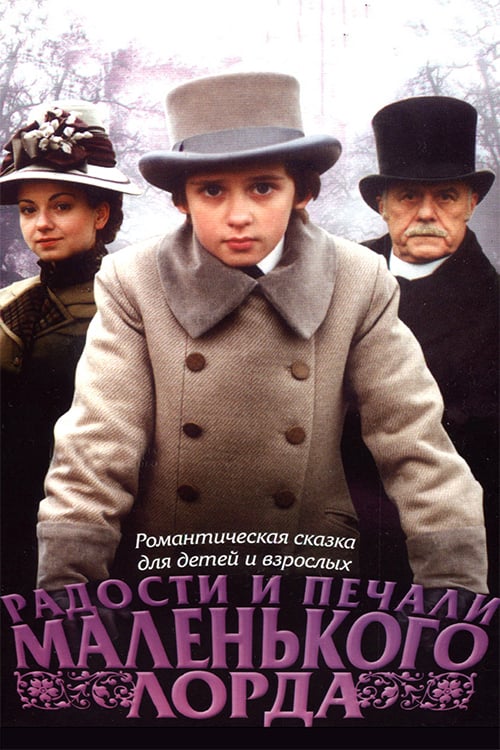 Романтическая сказка
для детей и взрослых
РАДОСТИ И ПЕЧАЛИ
МАЛЕНЬКОГО
ЛОРДА